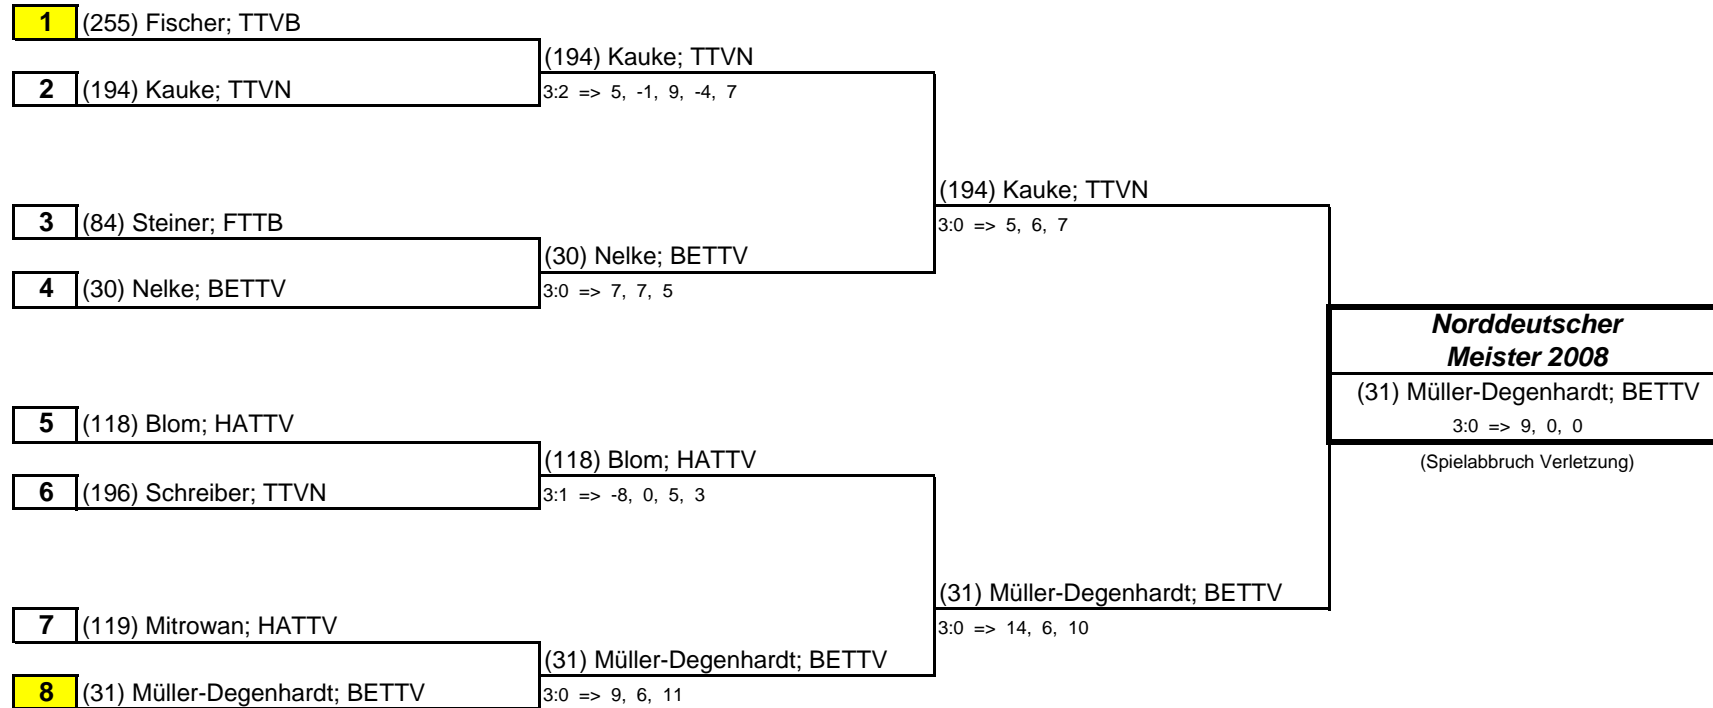 1 (255) Fischer; TTVB
(194) Kauke; TTVN
2 (194) Kauke; TTVN
3:2 => 5, -1, 9, -4, 7
(194) Kauke; TTVN
3 (84) Steiner; FTTB
3:0 => 5, 6, 7
(30) Nelke; BETTV
4 (30) Nelke; BETTV
3:0 => 7, 7, 5
Norddeutscher
Meister 2008
(31) Müller-Degenhardt; BETTV
3:0 => 9, 0, 0
(Spielabbruch Verletzung)
5 (118) Blom; HATTV
(118) Blom; HATTV
6 (196) Schreiber; TTVN
3:1 => -8, 0, 5, 3
(31) Müller-Degenhardt; BETTV
7 (119) Mitrowan; HATTV
3:0 => 14, 6, 10
(31) Müller-Degenhardt; BETTV
8 (31) Müller-Degenhardt; BETTV
3:0 => 9, 6, 11